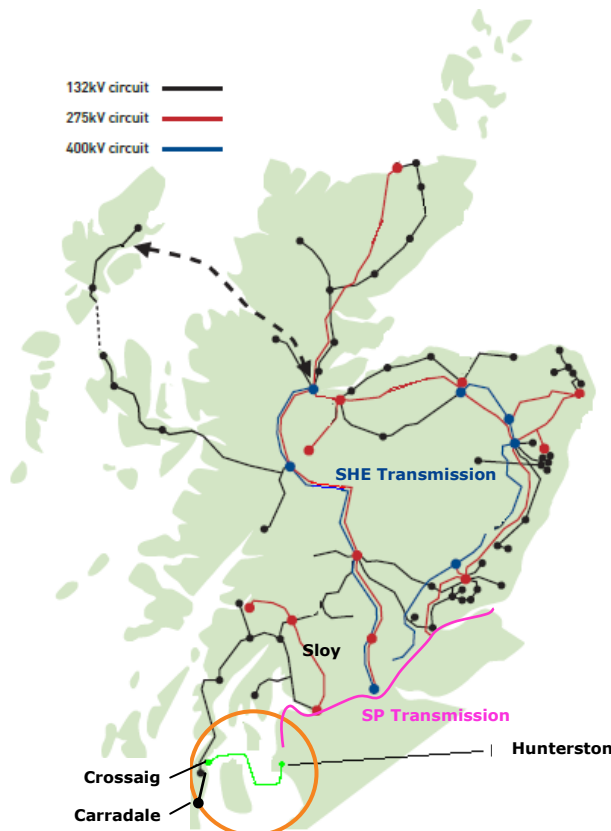 132kV circuit
275kV circuit
400kV circuit
SHE Transmission
Sloy
SP Transmission
Hunterston
Crossaig
Carradale